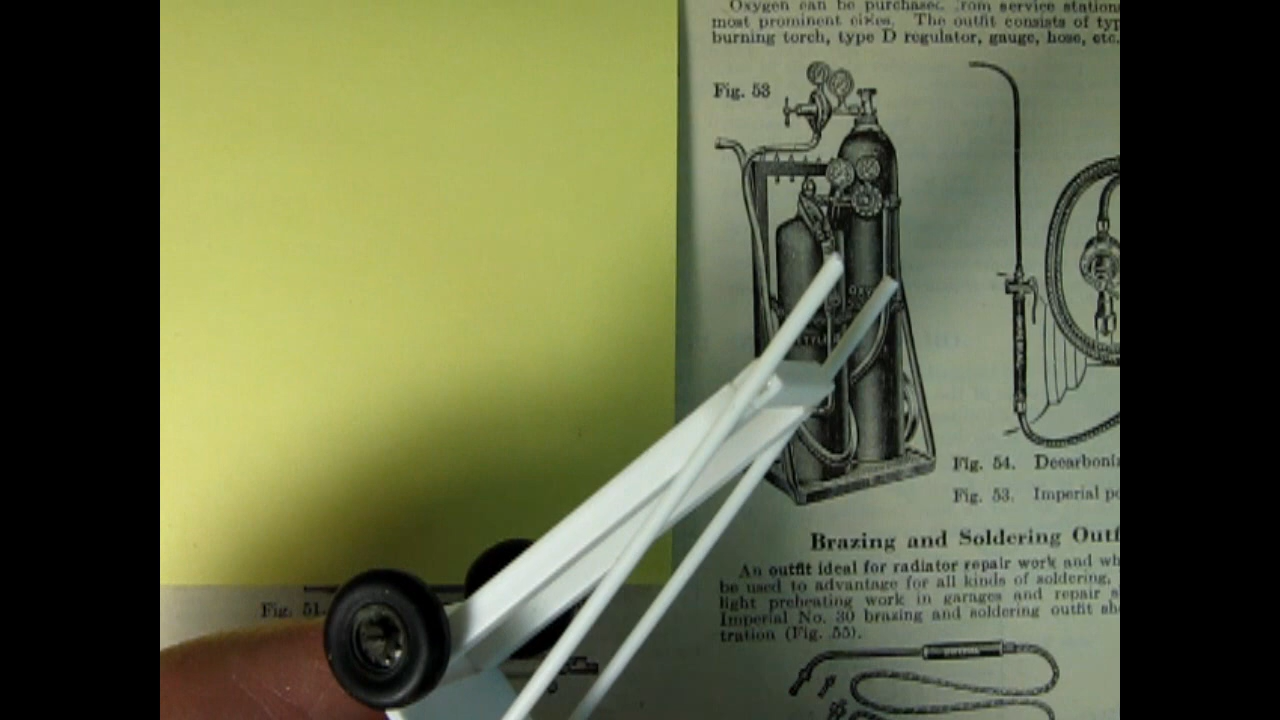 Oxygen can be purchased from service station
most prominent cities. The outfit consists of typ
burning torch, type D regulator, gauge, hose, etc.
Fig. 53
OXY
Fig. 54. Decarboni
Fig. 53. Imperial po
Brazing and Soldering Outf
An outfit ideal for radiator repair work and wh
be used to advantage for all kinds of soldering,
light preheating work in garages and repair s
Imperial No. 30 brazing and soldering outfit sh
tration (Fig. 55).
Fig. 51.